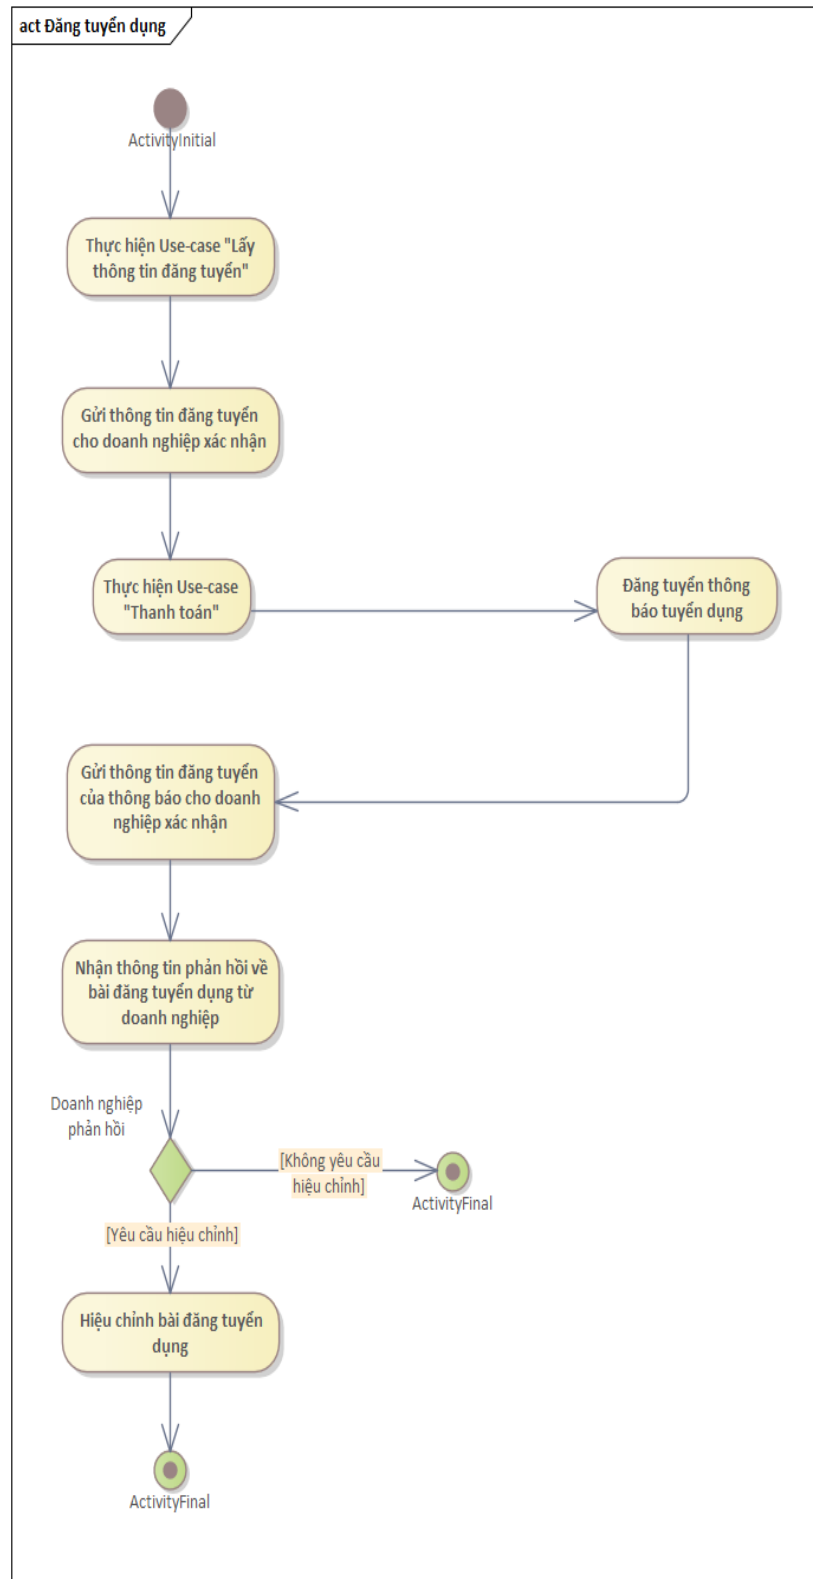 act Đăng tuyển dụng
ActivityInitial
Thực hiện Use-case "Lấy
thông tin đăng tuyển"
Gửi thông tin đăng tuyển
cho doanh nghiệp xác nhận
Thực hiện Use-case
"Thanh toán"
Đăng tuyển thông
báo tuyển dụng
Gửi thông tin đăng tuyển
của thông báo cho doanh
nghiệp xác nhận
Nhận thông tin phản hồi về
bài đăng tuyển dụng từ
doanh nghiệp
Doanh nghiệp
phản hồi
[Không yêu cầu
hiệu chỉnh]
ActivityFinal
[Yêu cầu hiệu chỉnh]
Hiệu chỉnh bài đăng tuyển
dụng
ActivityFinal